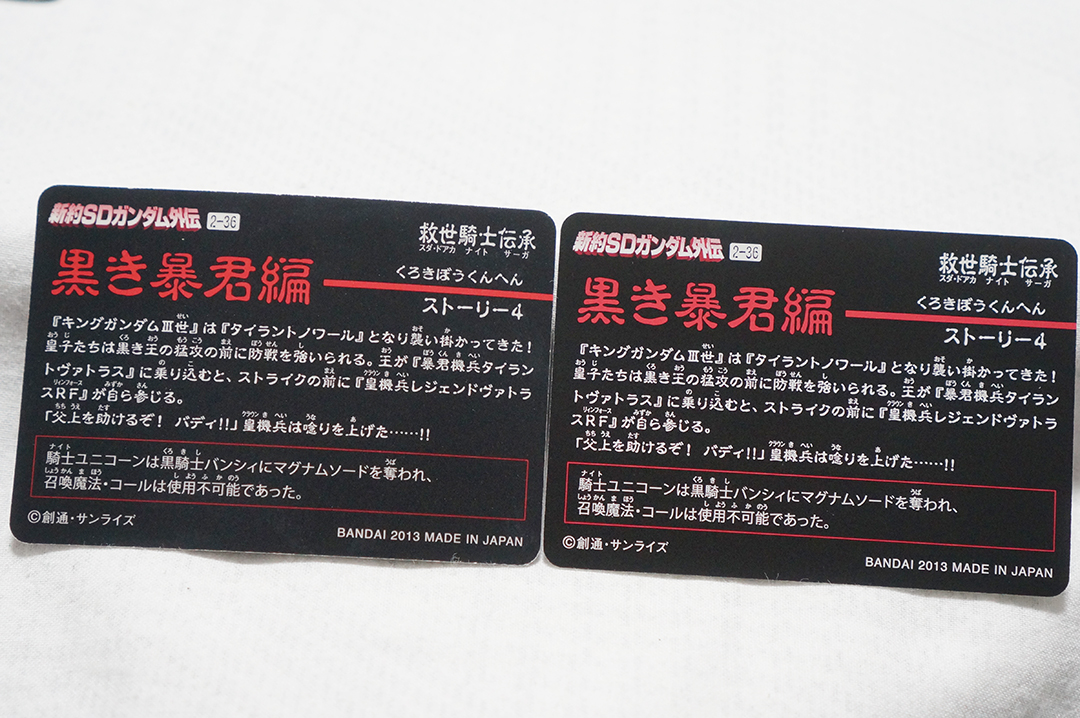 新約SDガンダム外伝 2-36
救世騎士伝承
スダ・ドアカ ナイト サーガ
黒き暴君編
くろきぼうくんへん
ストーリー4
『キングガンダムⅢ世』は『タイラントノワール』となり襲い掛かってきた!
皇子たちは黒き王の猛攻の前に防戦を強いられる。王が『暴君機兵タイラン
トヴァトラス』に乗り込むと、ストライクの前に『皇機兵レジェンドヴァトラ
スRF』が自ら参じる。
「父上を助けるぞ! バディ!!」皇機兵は唸りを上げた……!!
騎士ユニコーンは黒騎士バンシィにマグナムソードを奪われ、
召喚魔法・コールは使用不可能であった。
©創通・サンライズ
BANDAI 2013 MADE IN JAPAN
新約SDガンダム外伝 2-36
救世騎士伝承
スダ・ドアカ ナイト サーガ
黒き暴君編
くろきぼうくんへん
ストーリー4
『キングガンダムⅢ世』は『タイラントノワール』となり襲い掛かってきた!
皇子たちは黒き王の猛攻の前に防戦を強いられる。王が『暴君機兵タイラン
トヴァトラス』に乗り込むと、ストライクの前に『皇機兵レジェンドヴァトラ
スRF』が自ら参じる。
「父上を助けるぞ! バディ!!」皇機兵は唸りを上げた……!!
騎士ユニコーンは黒騎士バンシィにマグナムソードを奪われ、
召喚魔法・コールは使用不可能であった。
©創通・サンライズ
BANDAI 2013 MADE IN JAPAN